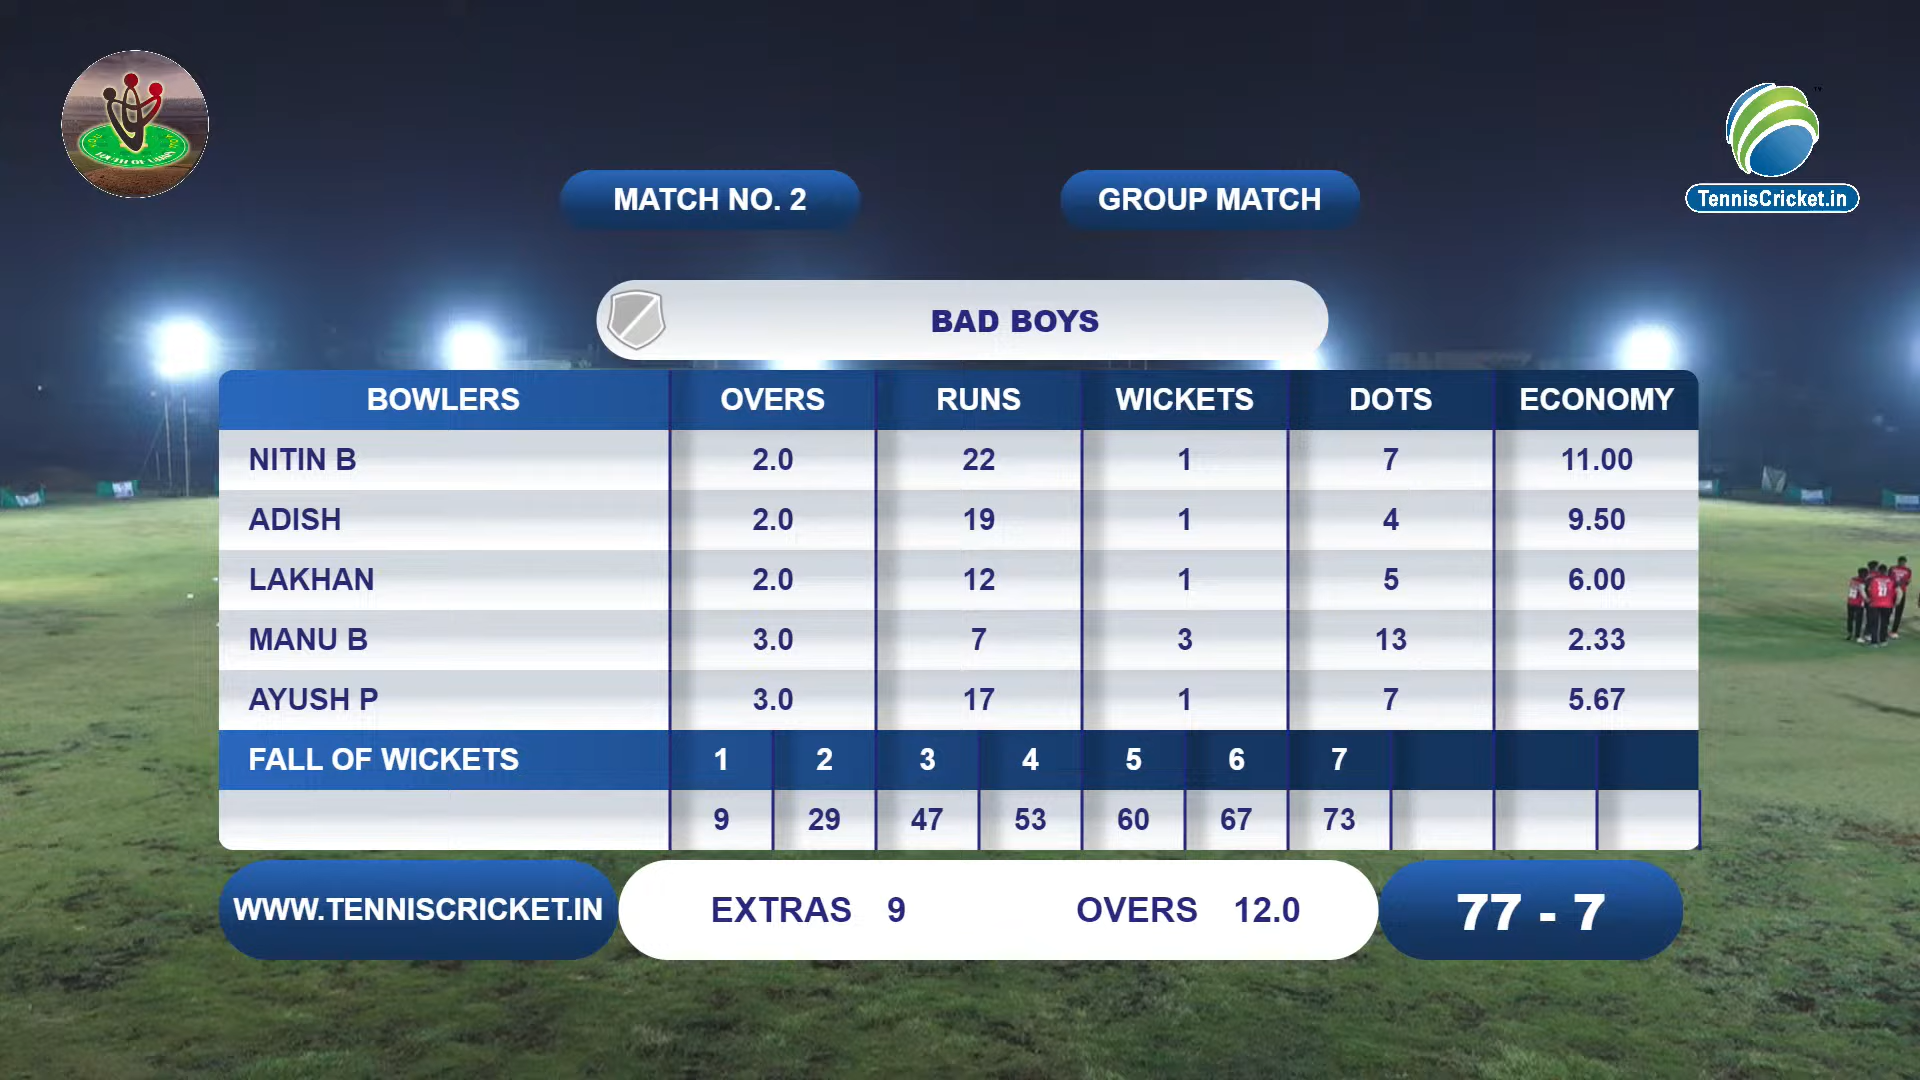 MATCH NO. 2
GROUP MATCH
TennisCricket.in
BAD BOYS
BOWLERS OVERS RUNS WICKETS DOTS ECONOMY
NITIN B 2.0 22 1 7 11.00
ADISH 2.0 19 1 4 9.50
LAKHAN 2.0 12 1 5 6.00
MANU B 3.0 7 3 13 2.33
AYUSH P 3.0 17 1 7 5.67
FALL OF WICKETS 1 2 3 4 5 6 7
9 29 47 53 60 67 73
WWW.TENNISCRICKET.IN EXTRAS 9 OVERS 12.0 77 - 7